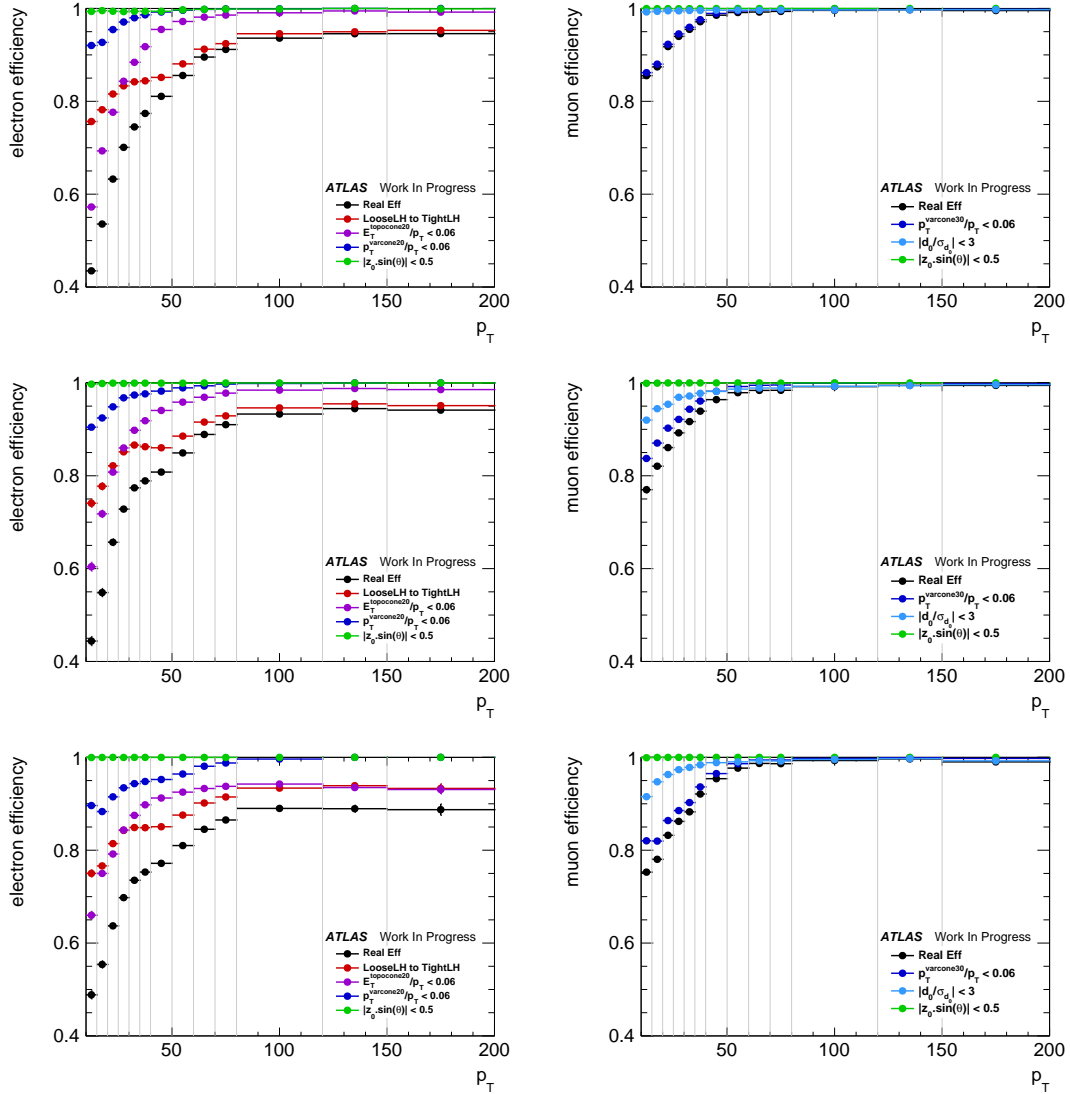 electron efficiency
1
0.8
0.6
0.4
ATLAS Work In Progress
Real Eff
LooseLH to TightLH
E_T^topocone20/p_T < 0.06
p_T^varcone20/p_T < 0.06
|z_0.sin(θ)| < 0.5
50 100 150 200
p_T
muon efficiency
1
0.8
0.6
0.4
ATLAS Work In Progress
Real Eff
p_T^varcone30/p_T < 0.06
|d_0/σ_d_0| < 3
|z_0.sin(θ)| < 0.5
50 100 150 200
p_T
electron efficiency
1
0.8
0.6
0.4
ATLAS Work In Progress
Real Eff
LooseLH to TightLH
E_T^topocone20/p_T < 0.06
p_T^varcone20/p_T < 0.06
|z_0.sin(θ)| < 0.5
50 100 150 200
p_T
muon efficiency
1
0.8
0.6
0.4
ATLAS Work In Progress
Real Eff
p_T^varcone30/p_T < 0.06
|d_0/σ_d_0| < 3
|z_0.sin(θ)| < 0.5
50 100 150 200
p_T
electron efficiency
1
0.8
0.6
0.4
ATLAS Work In Progress
Real Eff
LooseLH to TightLH
E_T^topocone20/p_T < 0.06
p_T^varcone20/p_T < 0.06
|z_0.sin(θ)| < 0.5
50 100 150 200
p_T
muon efficiency
1
0.8
0.6
0.4
ATLAS Work In Progress
Real Eff
p_T^varcone30/p_T < 0.06
|d_0/σ_d_0| < 3
|z_0.sin(θ)| < 0.5
50 100 150 200
p_T